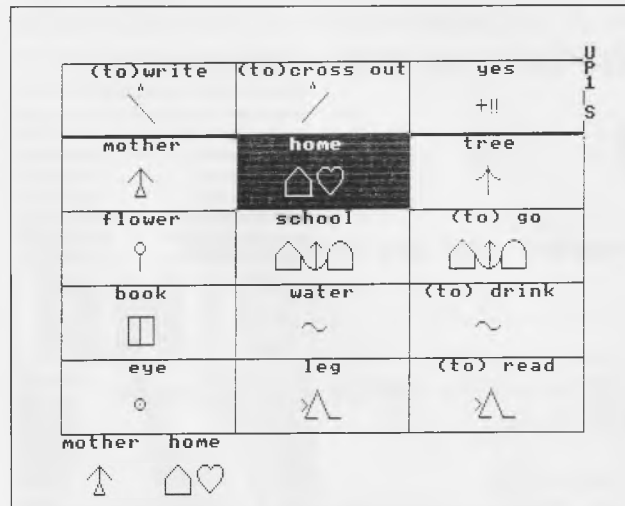 UP1-S
(to)write (to)cross out yes
+!!
mother home tree
flower school (to) go
book water (to) drink
eye leg (to) read
mother home